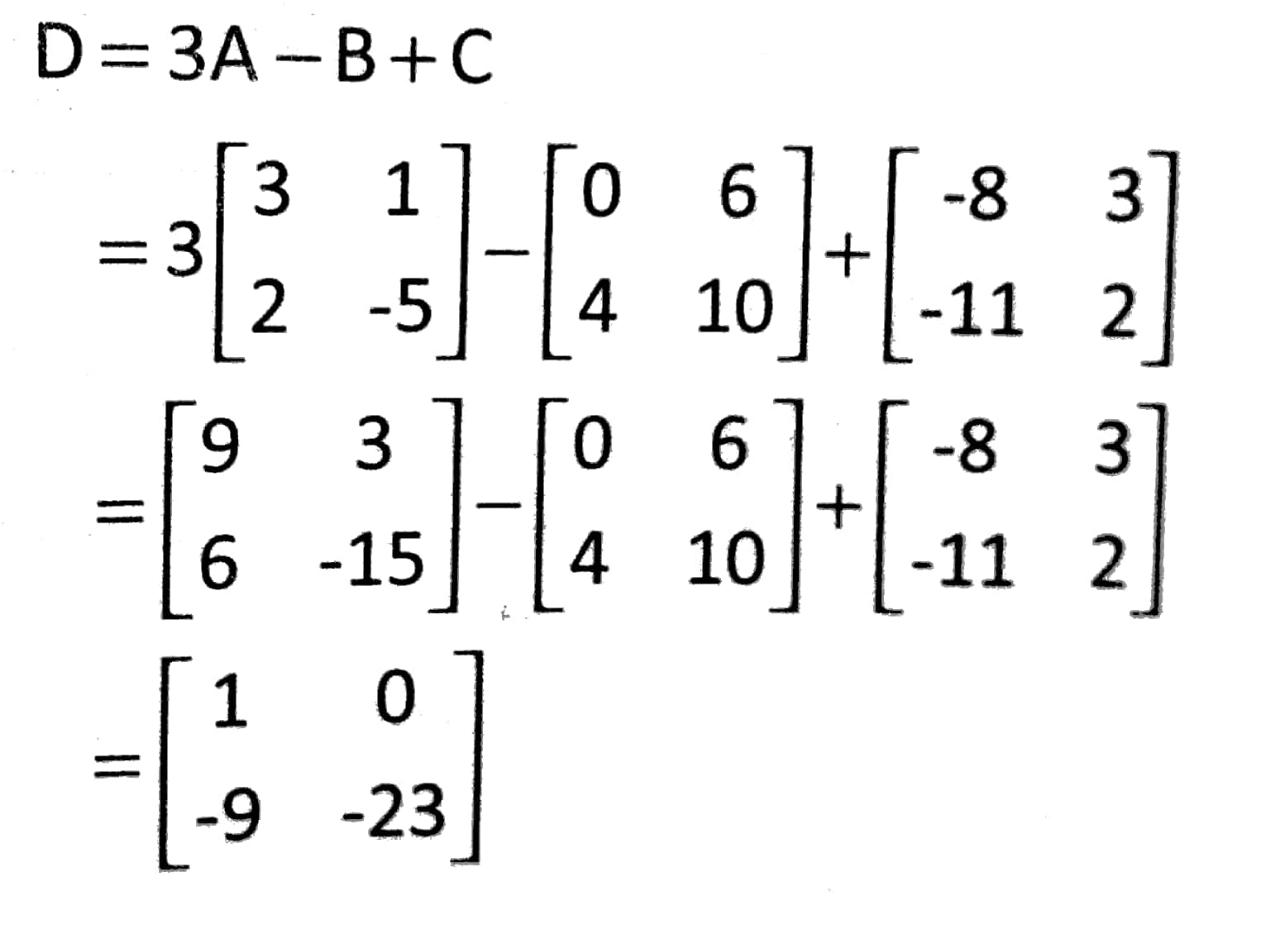 D = 3A − B + C
= 3 [3 1; 2 -5] − [0 6; 4 10] + [-8 3; -11 2]
= [9 3; 6 -15] − [0 6; 4 10] + [-8 3; -11 2]
= [1 0; -9 -23]